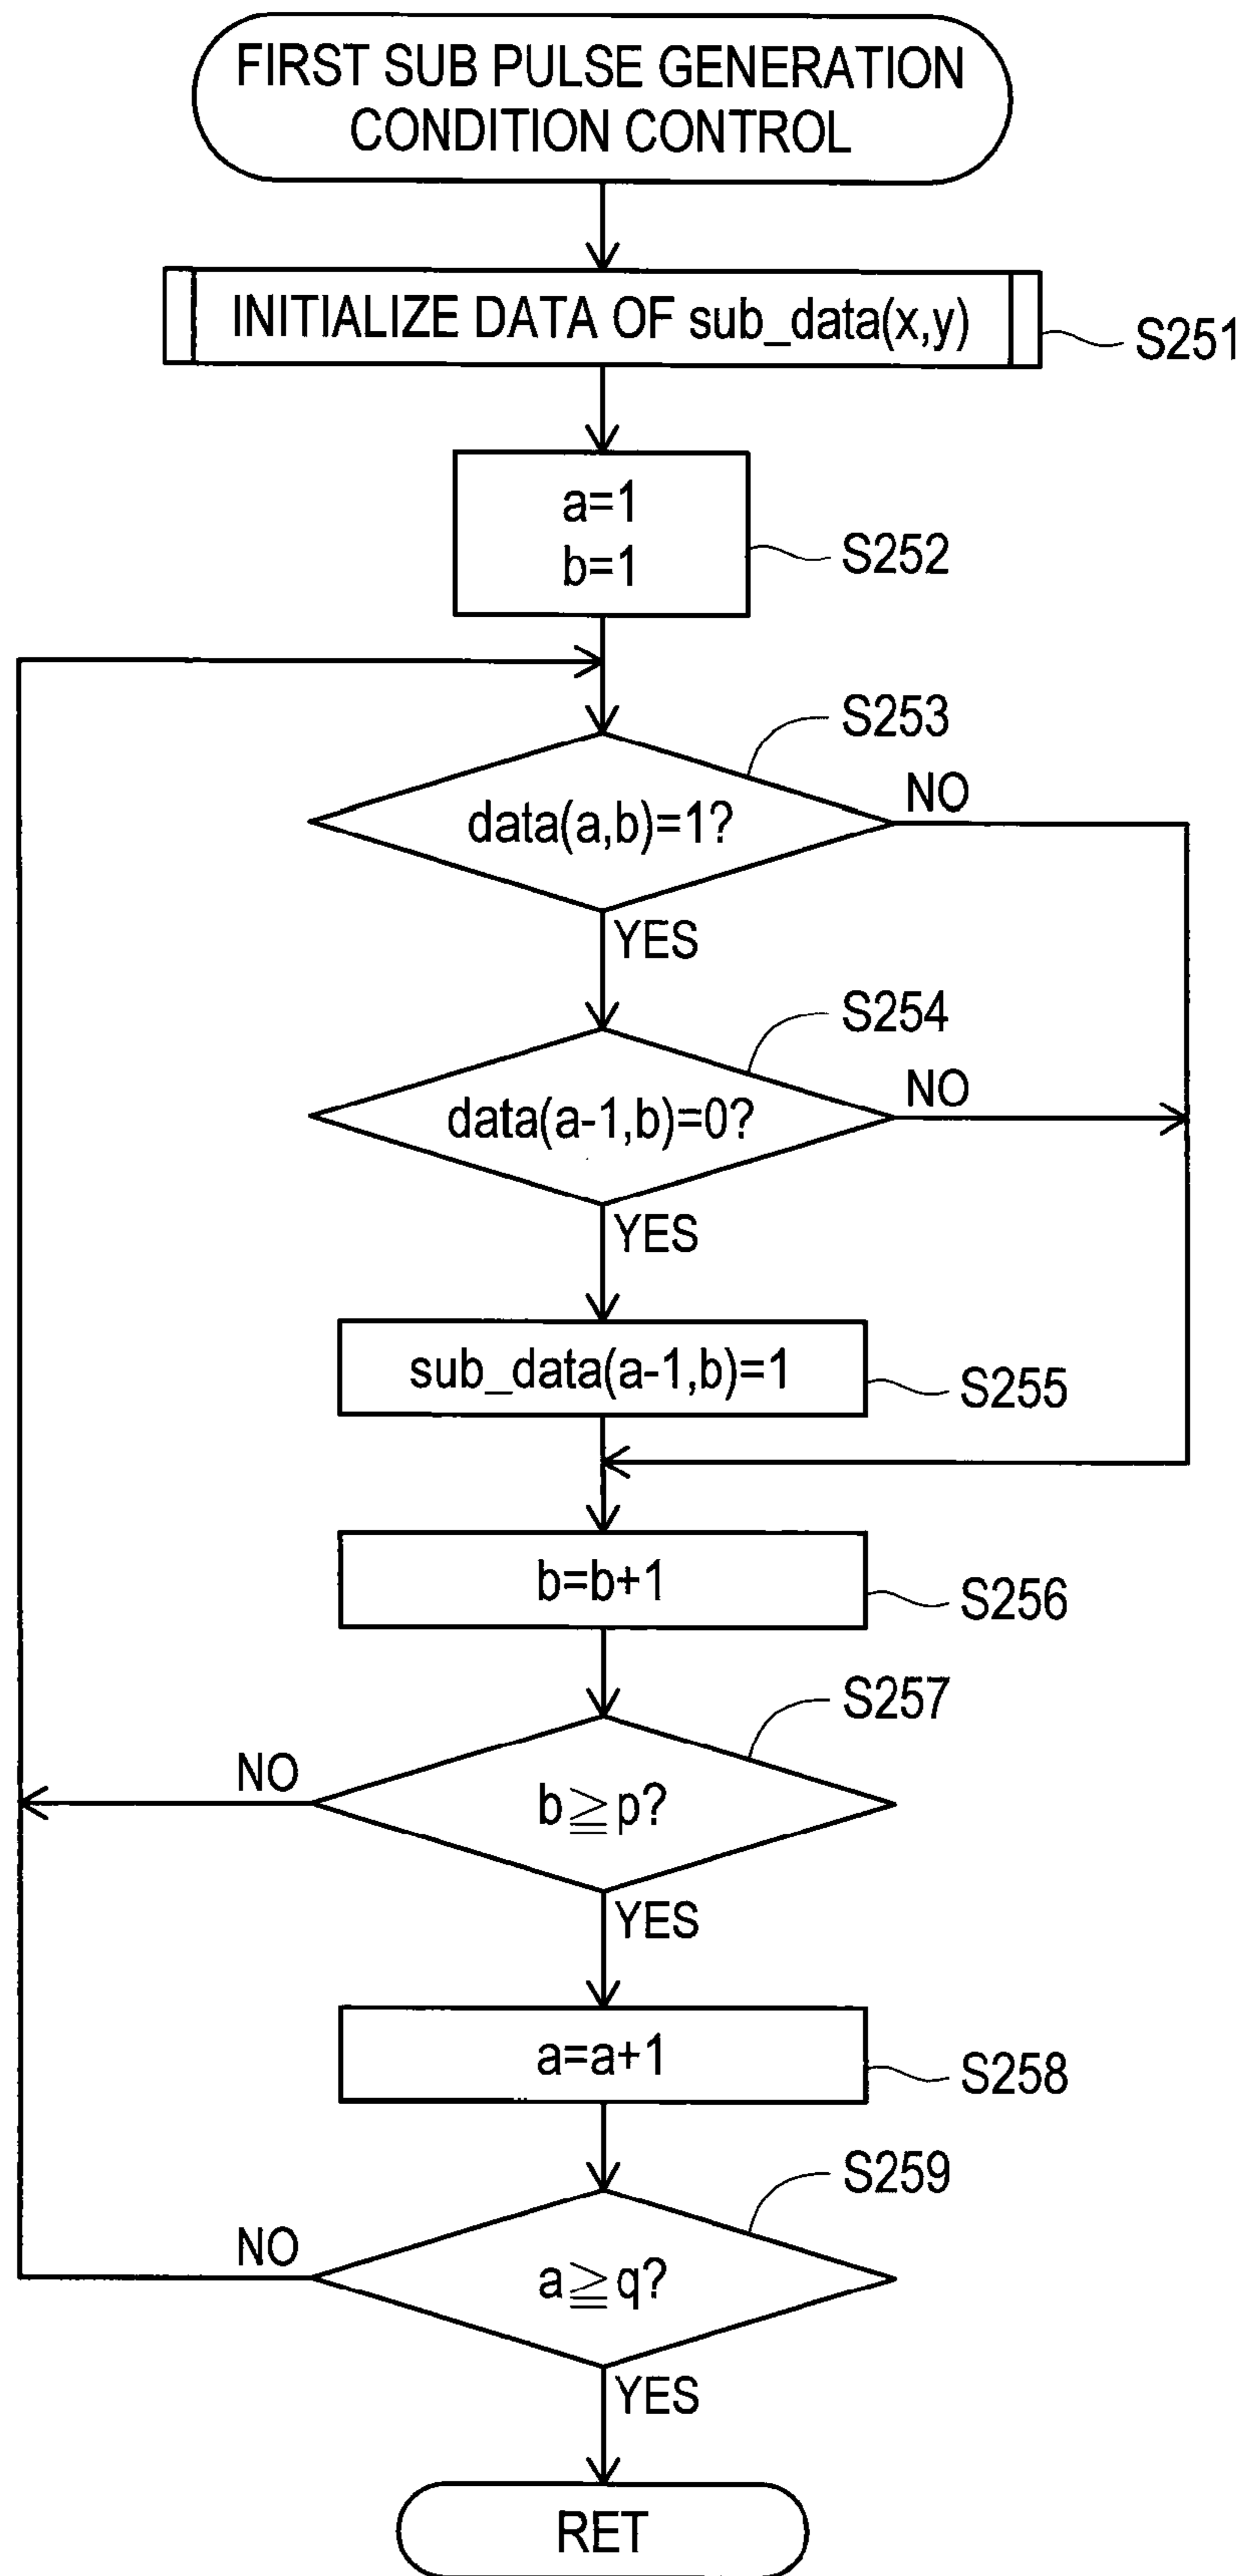 FIRST SUB PULSE GENERATION
CONDITION CONTROL
INITIALIZE DATA OF sub_data(x,y)
S251
a=1
b=1
S252
S253
data(a,b)=1?
NO
YES
S254
data(a-1,b)=0?
NO
YES
sub_data(a-1,b)=1
S255
b=b+1
S256
S257
b≧p?
NO
YES
a=a+1
S258
S259
a≧q?
NO
YES
RET